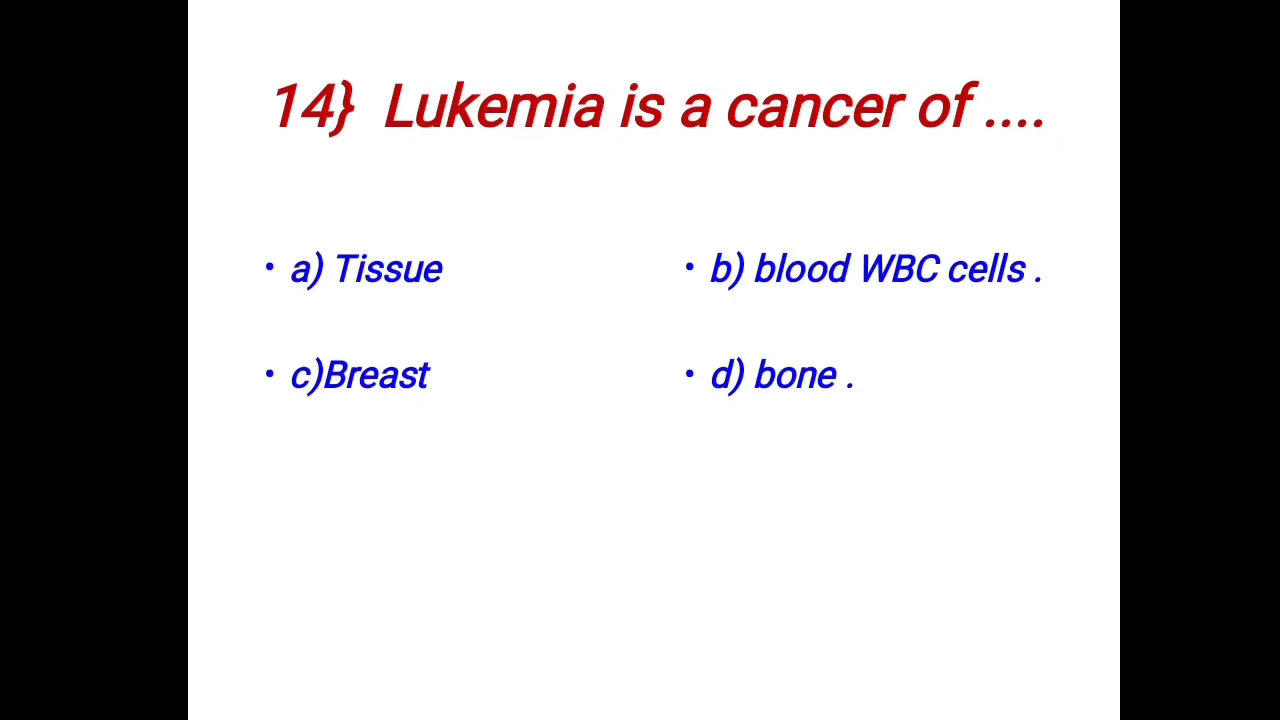 14} Lukemia is a cancer of ....
• a) Tissue
• b) blood WBC cells .
• c)Breast
• d) bone .